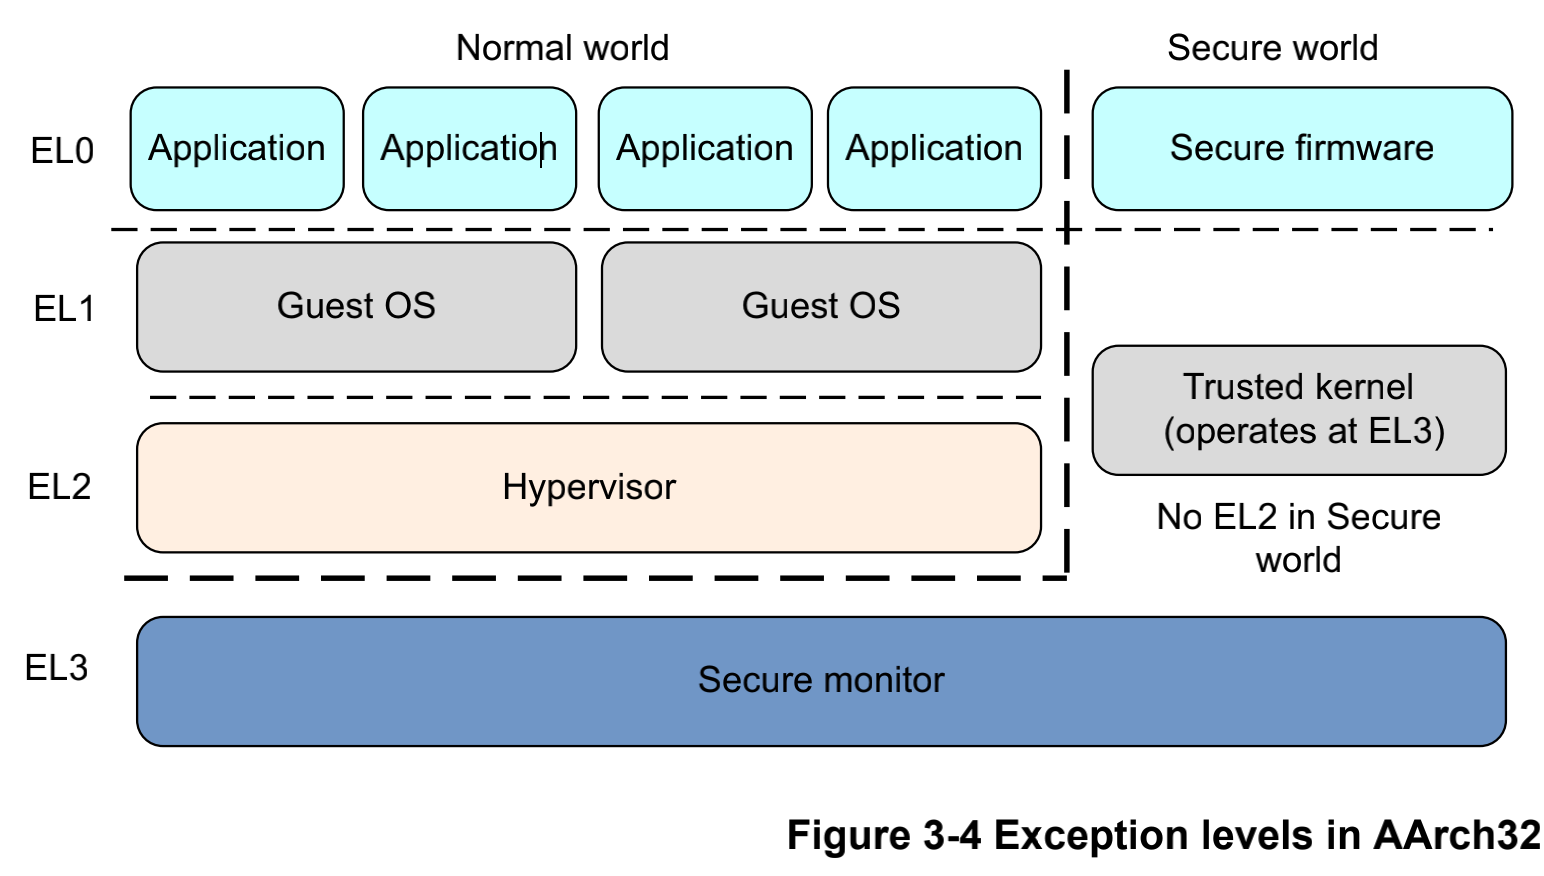 Normal world
Secure world
EL0
Application
Application
Application
Application
Secure firmware
EL1
Guest OS
Guest OS
Trusted kernel
(operates at EL3)
EL2
Hypervisor
No EL2 in Secure
world
EL3
Secure monitor
Figure 3-4 Exception levels in AArch32